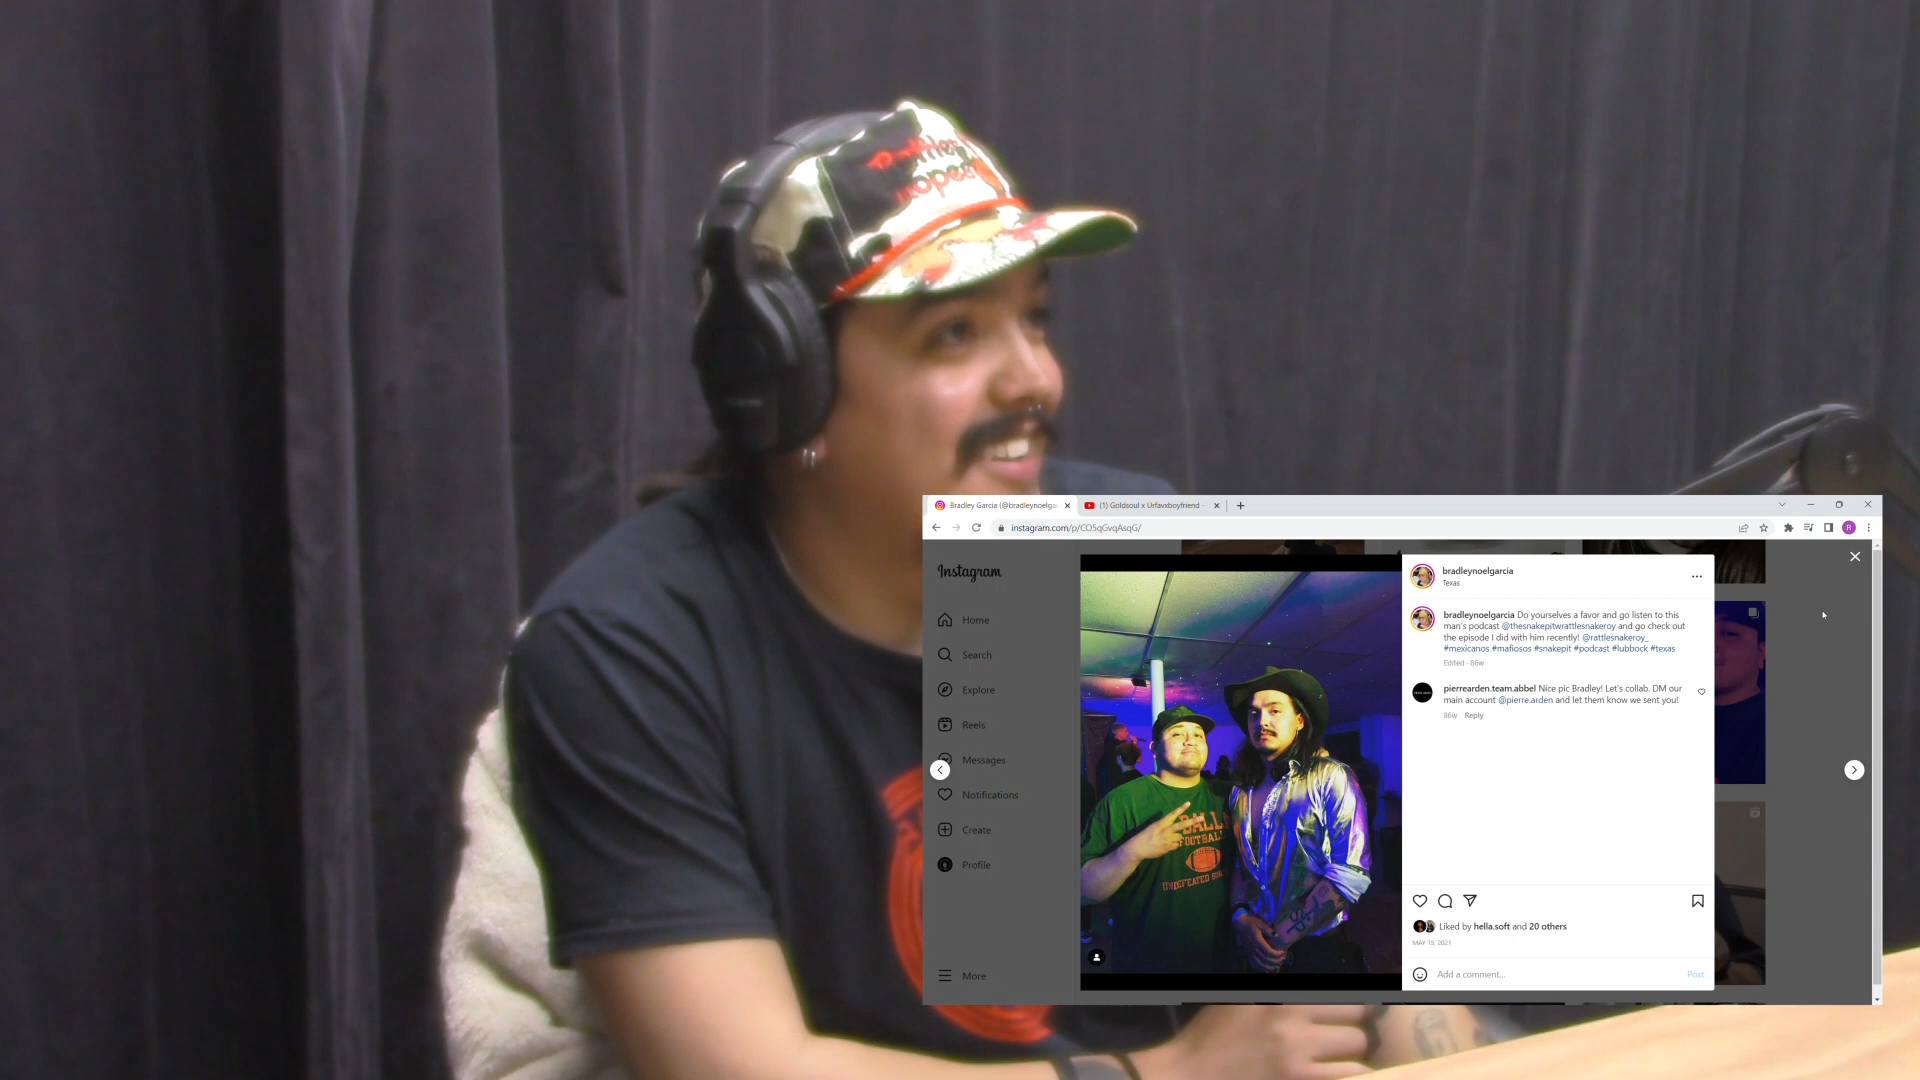 Rattles
Ropes
Bradley Garcia (@bradleynoelgar
(1) Goldsoul x Urfavxboyfriend -
instagram.com/p/CO5qGvqAsqG/
R
Instagram
Home
Search
Explore
Reels
Messages
Notifications
Create
Profile
More
BALL
FOOTBALL
UNDEFEATED
bradleynoelgarcia
Texas
bradleynoelgarcia Do yourselves a favor and go listen to this
man's podcast @thesnakepitwrattlesnakeroy and go check out
the episode I did with him recently! @rattlesnakeroy_
#mexicanos #mafiosos #snakepit #podcast #lubbock #texas
Edited · 86w
pierrearden.team.abbel Nice pic Bradley! Let's collab. DM our
main account @pierre.arden and let them know we sent you!
86w Reply
Liked by hella.soft and 20 others
MAY 15, 2021
Add a comment...
Post